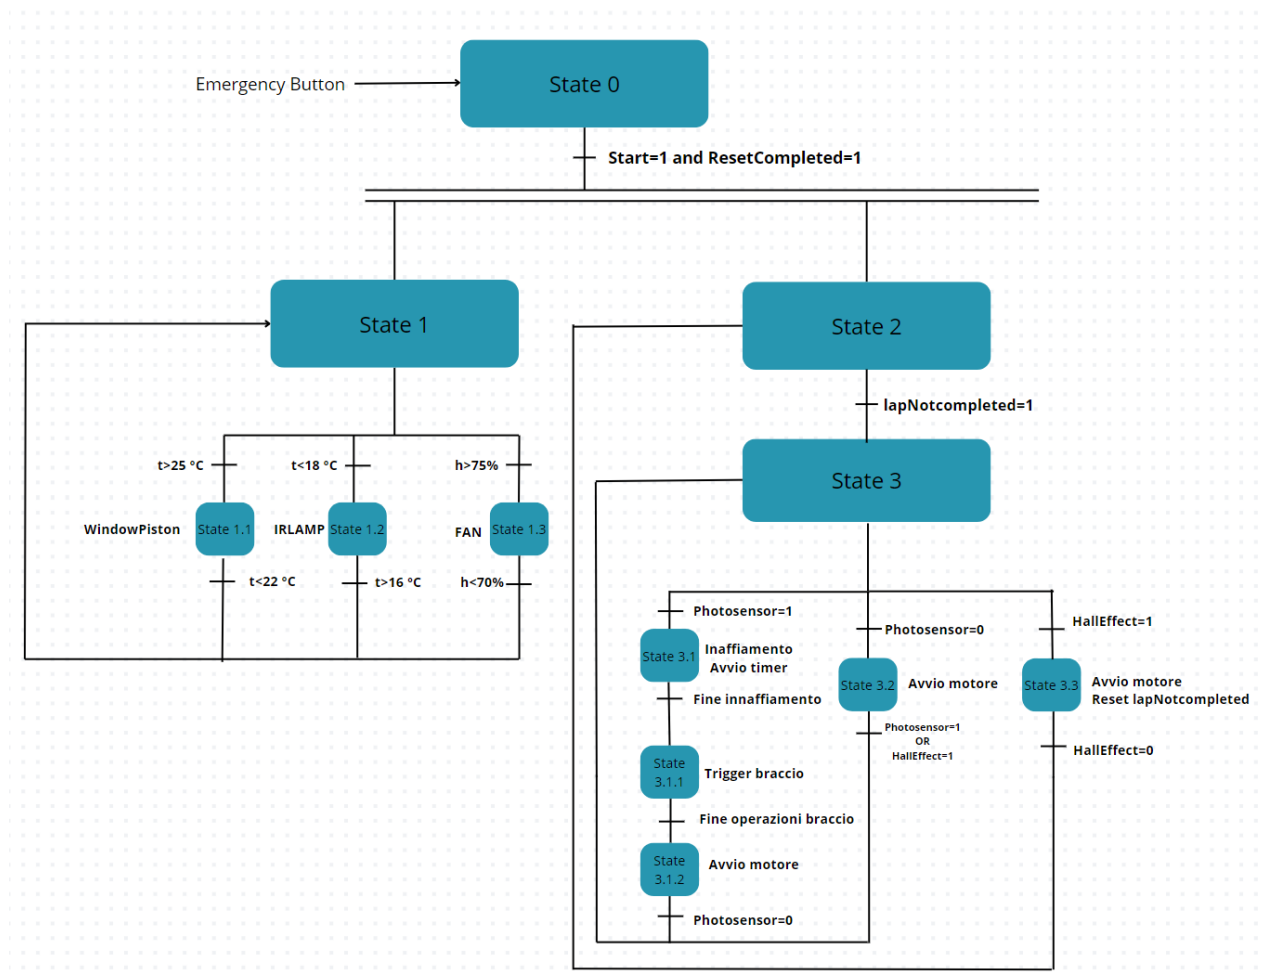 Emergency Button
State 0
Start=1 and ResetCompleted=1
State 1
State 2
lapNotcompleted=1
State 3
t>25 °C
t<18 °C
h>75%
WindowPiston
State 1.1
IRLAMP
State 1.2
FAN
State 1.3
t<22 °C
t>16 °C
h<70%
Photosensor=1
State 3.1
Inaffiamento
Avvio timer
Fine innaffiamento
State
3.1.1
Trigger braccio
Fine operazioni braccio
State
3.1.2
Avvio motore
Photosensor=0
Photosensor=0
State 3.2
Avvio motore
Photosensor=1
OR
HallEffect=1
HallEffect=1
State 3.3
Avvio motore
Reset lapNotcompleted
HallEffect=0